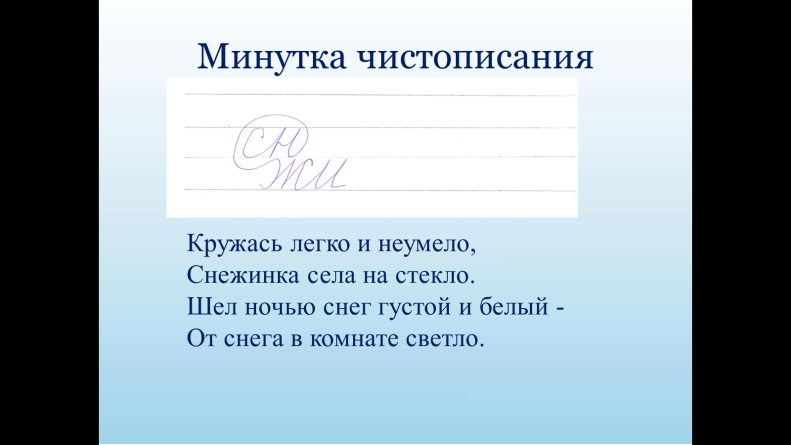 Минутка чистописания
сн
жи
Кружась легко и неумело,
Снежинка села на стекло.
Шел ночью снег густой и белый -
От снега в комнате светло.